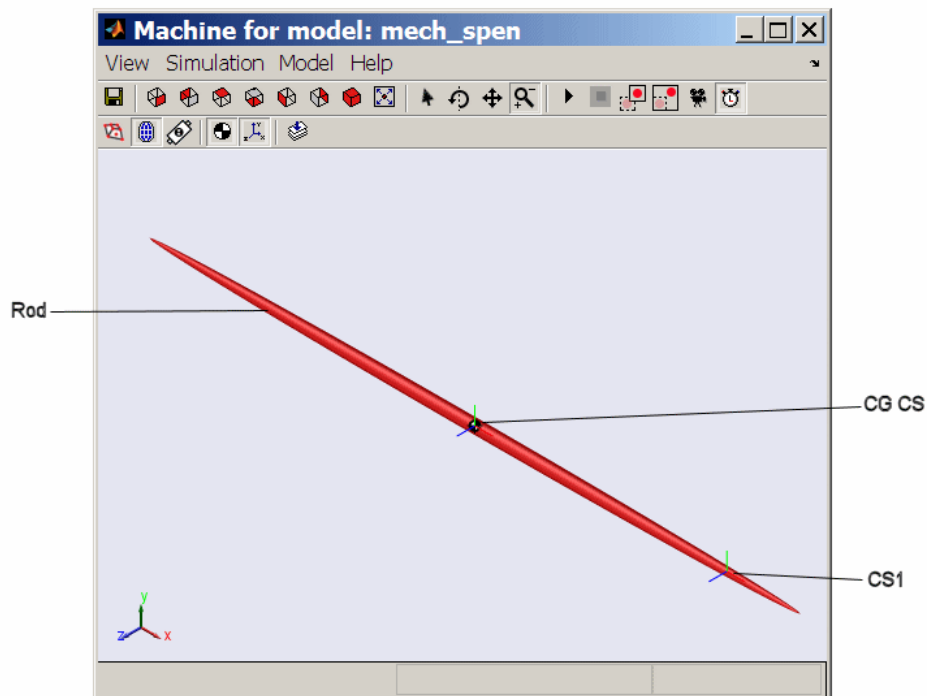 Machine for model: mech_spen
View Simulation Model Help
Rod
CG CS
CS1
y
z x